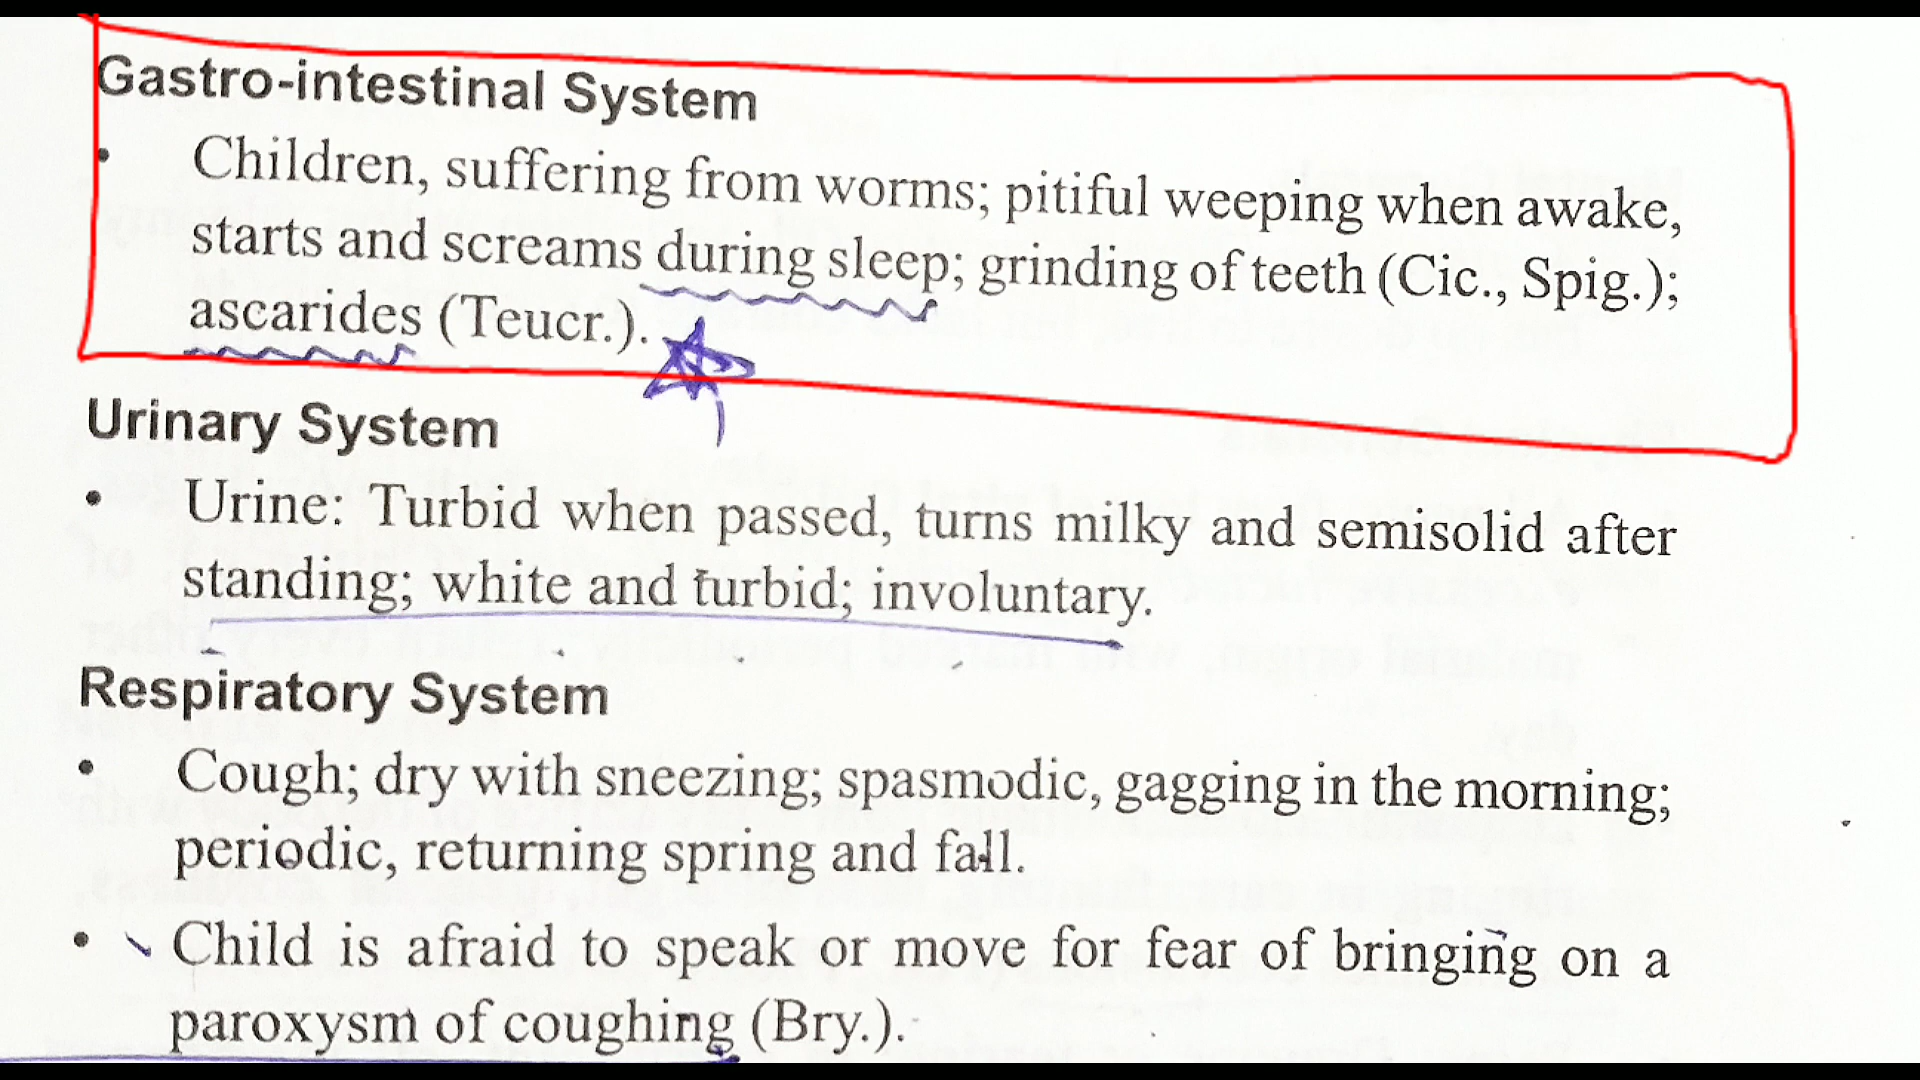 Gastro-intestinal System
• Children, suffering from worms; pitiful weeping when awake,
starts and screams during sleep; grinding of teeth (Cic., Spig.);
ascarides (Teucr.).
Urinary System
• Urine: Turbid when passed, turns milky and semisolid after
standing; white and turbid; involuntary.
Respiratory System
• Cough; dry with sneezing; spasmodic, gagging in the morning;
periodic, returning spring and fall.
• Child is afraid to speak or move for fear of bringing on a
paroxysm of coughing (Bry.).